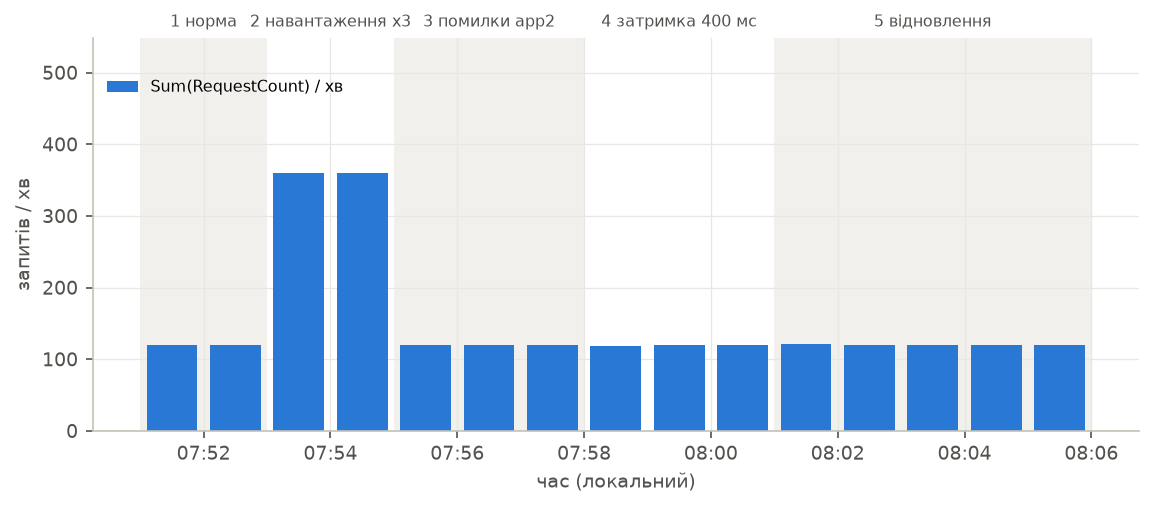 1 норма 2 навантаження x3 3 помилки app2 4 затримка 400 мс 5 відновлення
Sum(RequestCount) / хв
запитів / хв
500
400
300
200
100
0
07:52 07:54 07:56 07:58 08:00 08:02 08:04 08:06
час (локальний)